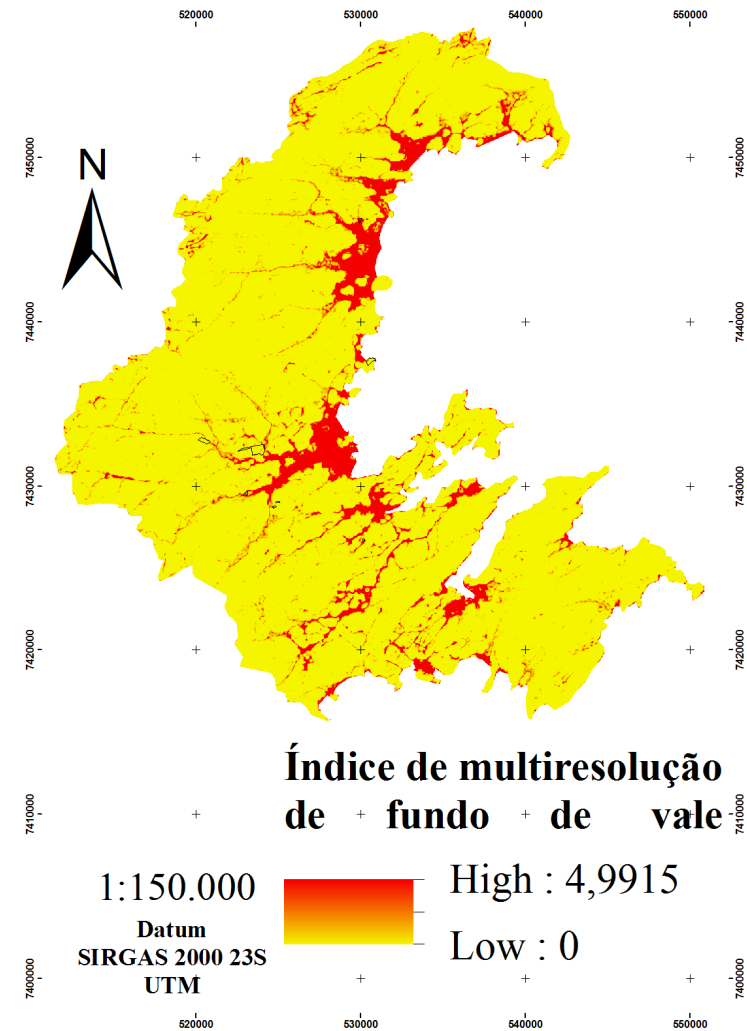 520000 530000 540000 550000
N
7450000 7450000
7440000 7440000
7430000 7430000
7420000 7420000
Índice de multiresolução
de fundo de vale
7410000 7410000
1:150.000
Datum
SIRGAS 2000 23S
UTM
High : 4,9915
Low : 0
7400000 7400000
520000 530000 540000 550000